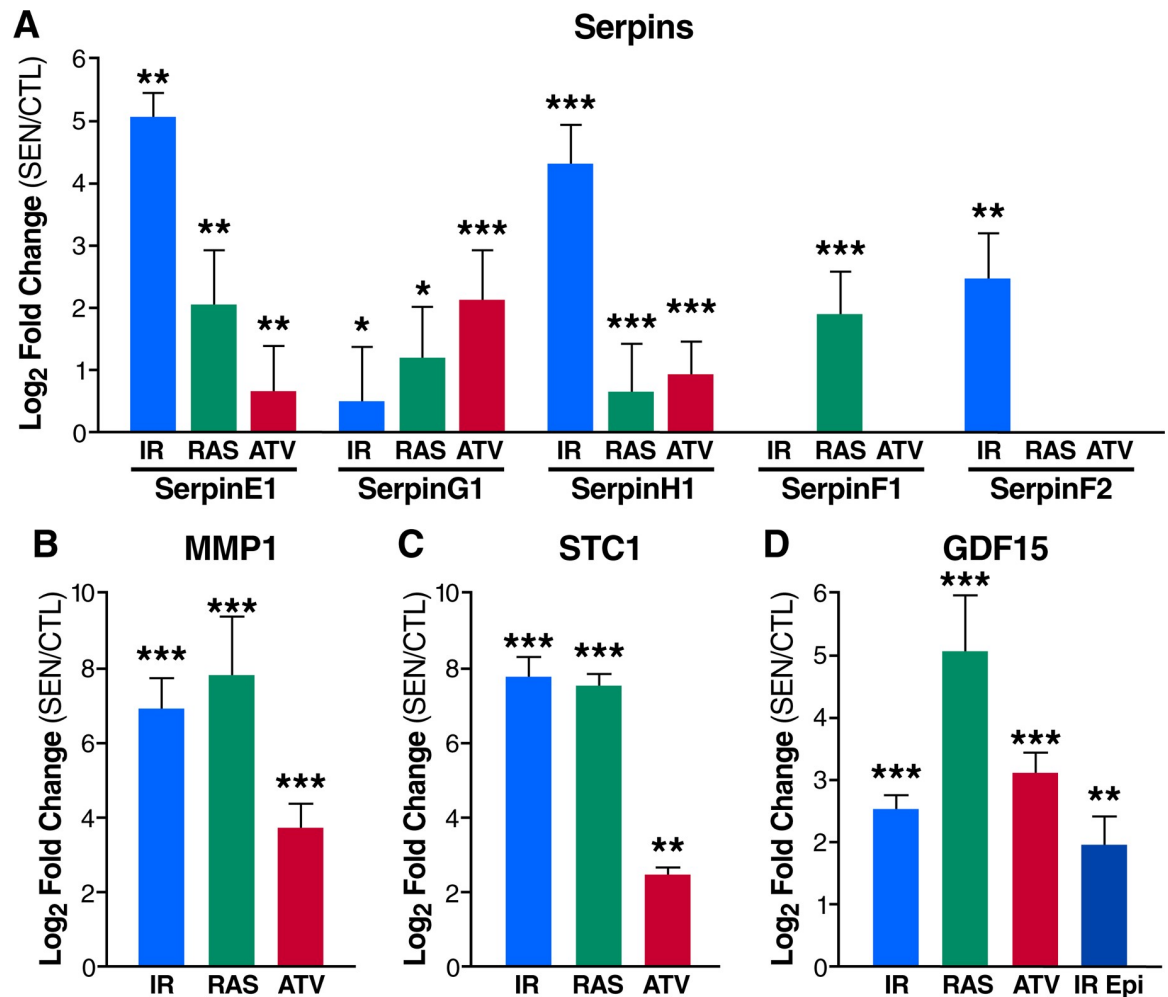 A
Serpins
Log2 Fold Change (SEN/CTL)
6
5
4
3
2
1
0
** ** ** * * *** *** *** *** *** **
IR RAS ATV IR RAS ATV IR RAS ATV IR RAS ATV IR RAS ATV
SerpinE1 SerpinG1 SerpinH1 SerpinF1 SerpinF2
B
MMP1
Log2 Fold Change (SEN/CTL)
10
8
6
4
2
0
*** *** ***
IR RAS ATV
C
STC1
Log2 Fold Change (SEN/CTL)
10
8
6
4
2
0
*** *** **
IR RAS ATV
D
GDF15
Log2 Fold Change (SEN/CTL)
6
5
4
3
2
1
0
*** *** *** **
IR RAS ATV IR Epi